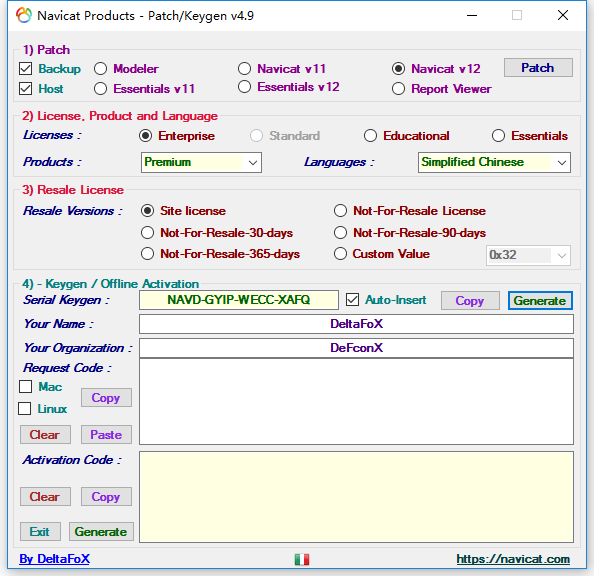 Navicat Products - Patch/Keygen v4.9
1) Patch
Backup Modeler Navicat v11 Navicat v12 Patch
Host Essentials v11 Essentials v12 Report Viewer
2) License, Product and Language
Licenses : Enterprise Standard Educational Essentials
Products : Premium Languages : Simplified Chinese
3) Resale License
Resale Versions : Site license Not-For-Resale License
Not-For-Resale-30-days Not-For-Resale-90-days
Not-For-Resale-365-days Custom Value 0x32
4) - Keygen / Offline Activation
Serial Keygen : NAVD-GYIP-WECC-XAFQ Auto-Insert Copy Generate
Your Name : DeltaFoX
Your Organization : DeFconX
Request Code :
Mac
Copy
Linux
Clear Paste
Activation Code :
Clear Copy
Exit Generate
By DeltaFoX https://navicat.com